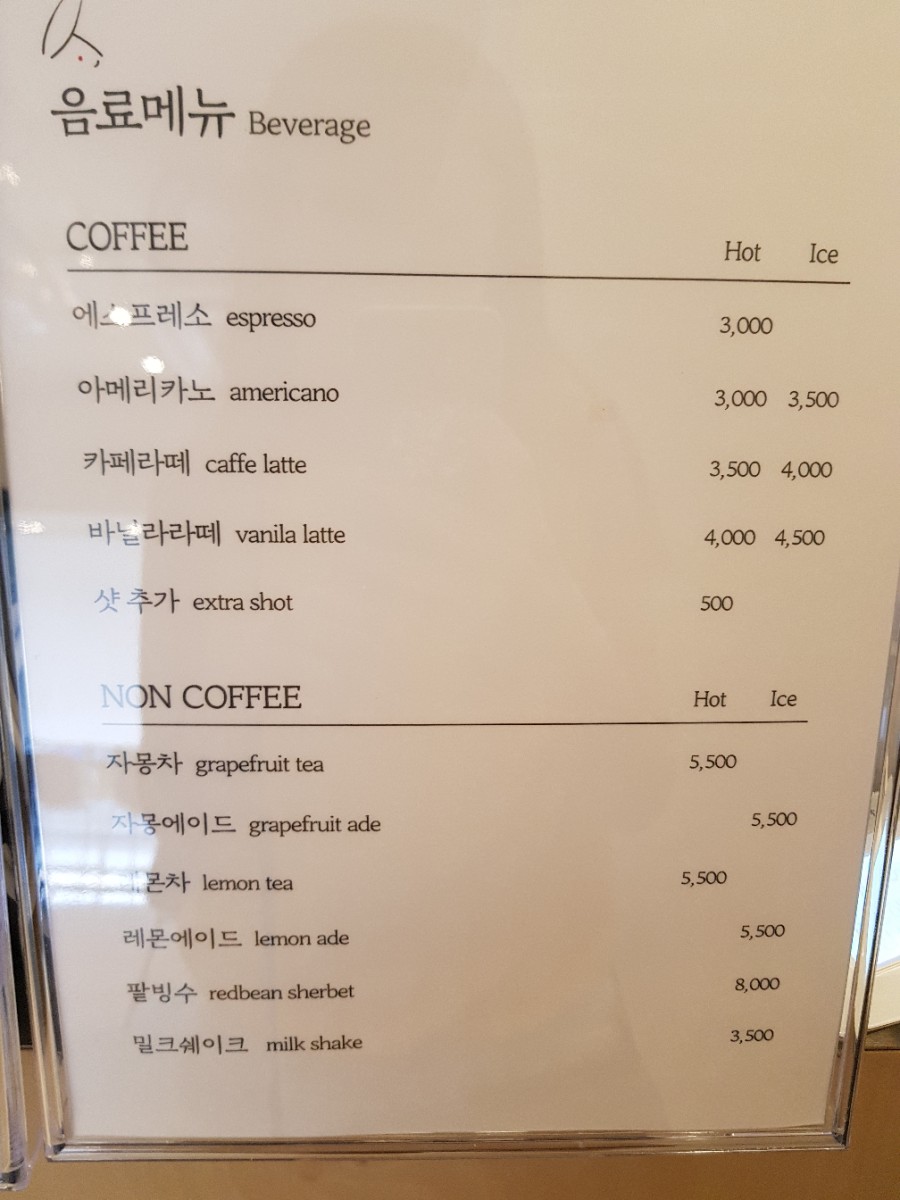 음료메뉴 Beverage
COFFEE Hot Ice
에스프레소 espresso 3,000
아메리카노 americano 3,000 3,500
카페라떼 caffe latte 3,500 4,000
바닐라라떼 vanila latte 4,000 4,500
샷 추가 extra shot 500
NON COFFEE Hot Ice
자몽차 grapefruit tea 5,500
자몽에이드 grapefruit ade 5,500
레몬차 lemon tea 5,500
레몬에이드 lemon ade 5,500
팥빙수 redbean sherbet 8,000
밀크쉐이크 milk shake 3,500